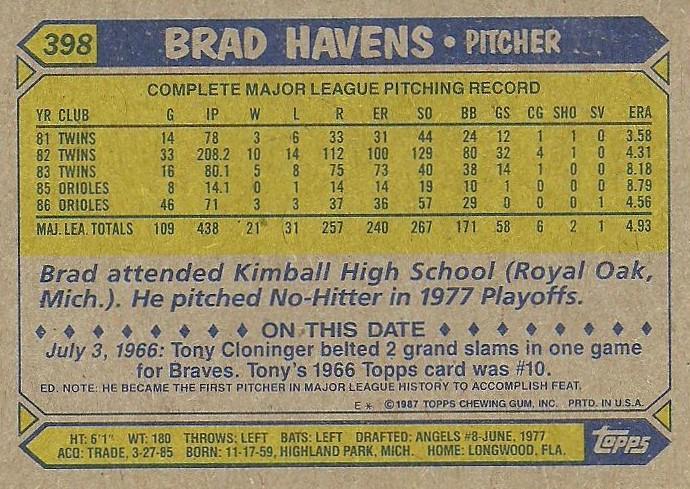 398 BRAD HAVENS • PITCHER
COMPLETE MAJOR LEAGUE PITCHING RECORD
YR CLUB G IP W L R ER SO BB GS CG SHO SV ERA
81 TWINS 14 78 3 6 33 31 44 24 12 1 1 0 3.58
82 TWINS 33 208.2 10 14 112 100 129 80 32 4 1 0 4.31
83 TWINS 16 80.1 5 8 75 73 40 38 14 1 0 0 8.18
85 ORIOLES 8 14.1 0 1 14 14 19 10 1 0 0 0 8.79
86 ORIOLES 46 71 3 3 37 36 57 29 0 0 0 1 4.56
MAJ. LEA. TOTALS 109 438 21 31 257 240 267 171 58 6 2 1 4.93
Brad attended Kimball High School (Royal Oak,
Mich.). He pitched No-Hitter in 1977 Playoffs.
♦ ♦ ♦ ♦ ♦ ♦ ♦ ♦ ON THIS DATE ♦ ♦ ♦ ♦ ♦ ♦ ♦ ♦
July 3, 1966: Tony Cloninger belted 2 grand slams in one game
for Braves. Tony's 1966 Topps card was #10.
ED. NOTE: HE BECAME THE FIRST PITCHER IN MAJOR LEAGUE HISTORY TO ACCOMPLISH FEAT.
E * ©1987 TOPPS CHEWING GUM, INC. PRTD. IN U.S.A.
HT: 6'1" WT: 180 THROWS: LEFT BATS: LEFT DRAFTED: ANGELS #8-JUNE, 1977
ACQ: TRADE, 3-27-85 BORN: 11-17-59, HIGHLAND PARK, MICH. HOME: LONGWOOD, FLA.
topps